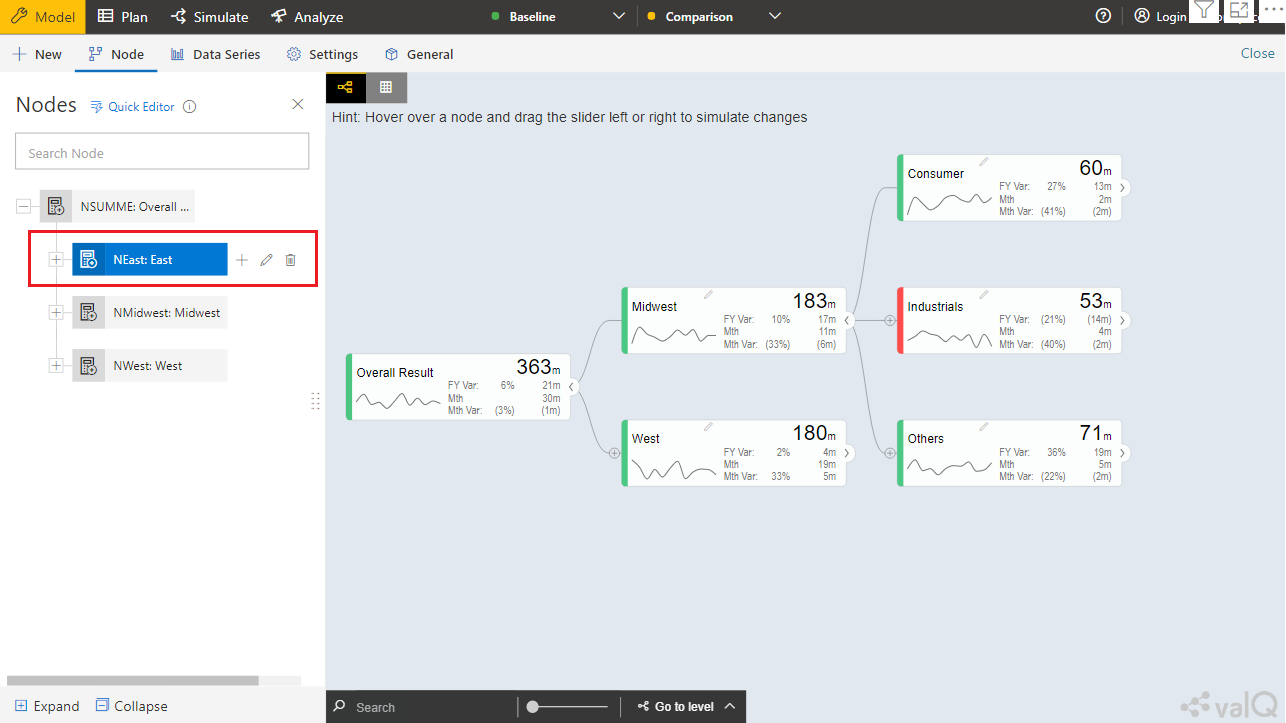 Model Plan Simulate Analyze Baseline Comparison Login
New Node Data Series Settings General Close
Nodes Quick Editor
Search Node
NSUMME: Overall ...
NEast: East
NMidwest: Midwest
NWest: West
Expand Collapse
Hint: Hover over a node and drag the slider left or right to simulate changes
Overall Result 363m
FY Var: 6% 21m
Mth 30m
Mth Var: (3%) (1m)
Midwest 183m
FY Var: 10% 17m
Mth 11m
Mth Var: (33%) (6m)
West 180m
FY Var: 2% 4m
Mth 19m
Mth Var: 33% 5m
Consumer 60m
FY Var: 27% 13m
Mth 2m
Mth Var: (41%) (2m)
Industrials 53m
FY Var: (21%) (14m)
Mth 4m
Mth Var: (40%) (2m)
Others 71m
FY Var: 36% 19m
Mth 5m
Mth Var: (22%) (2m)
Search Go to level
valQ